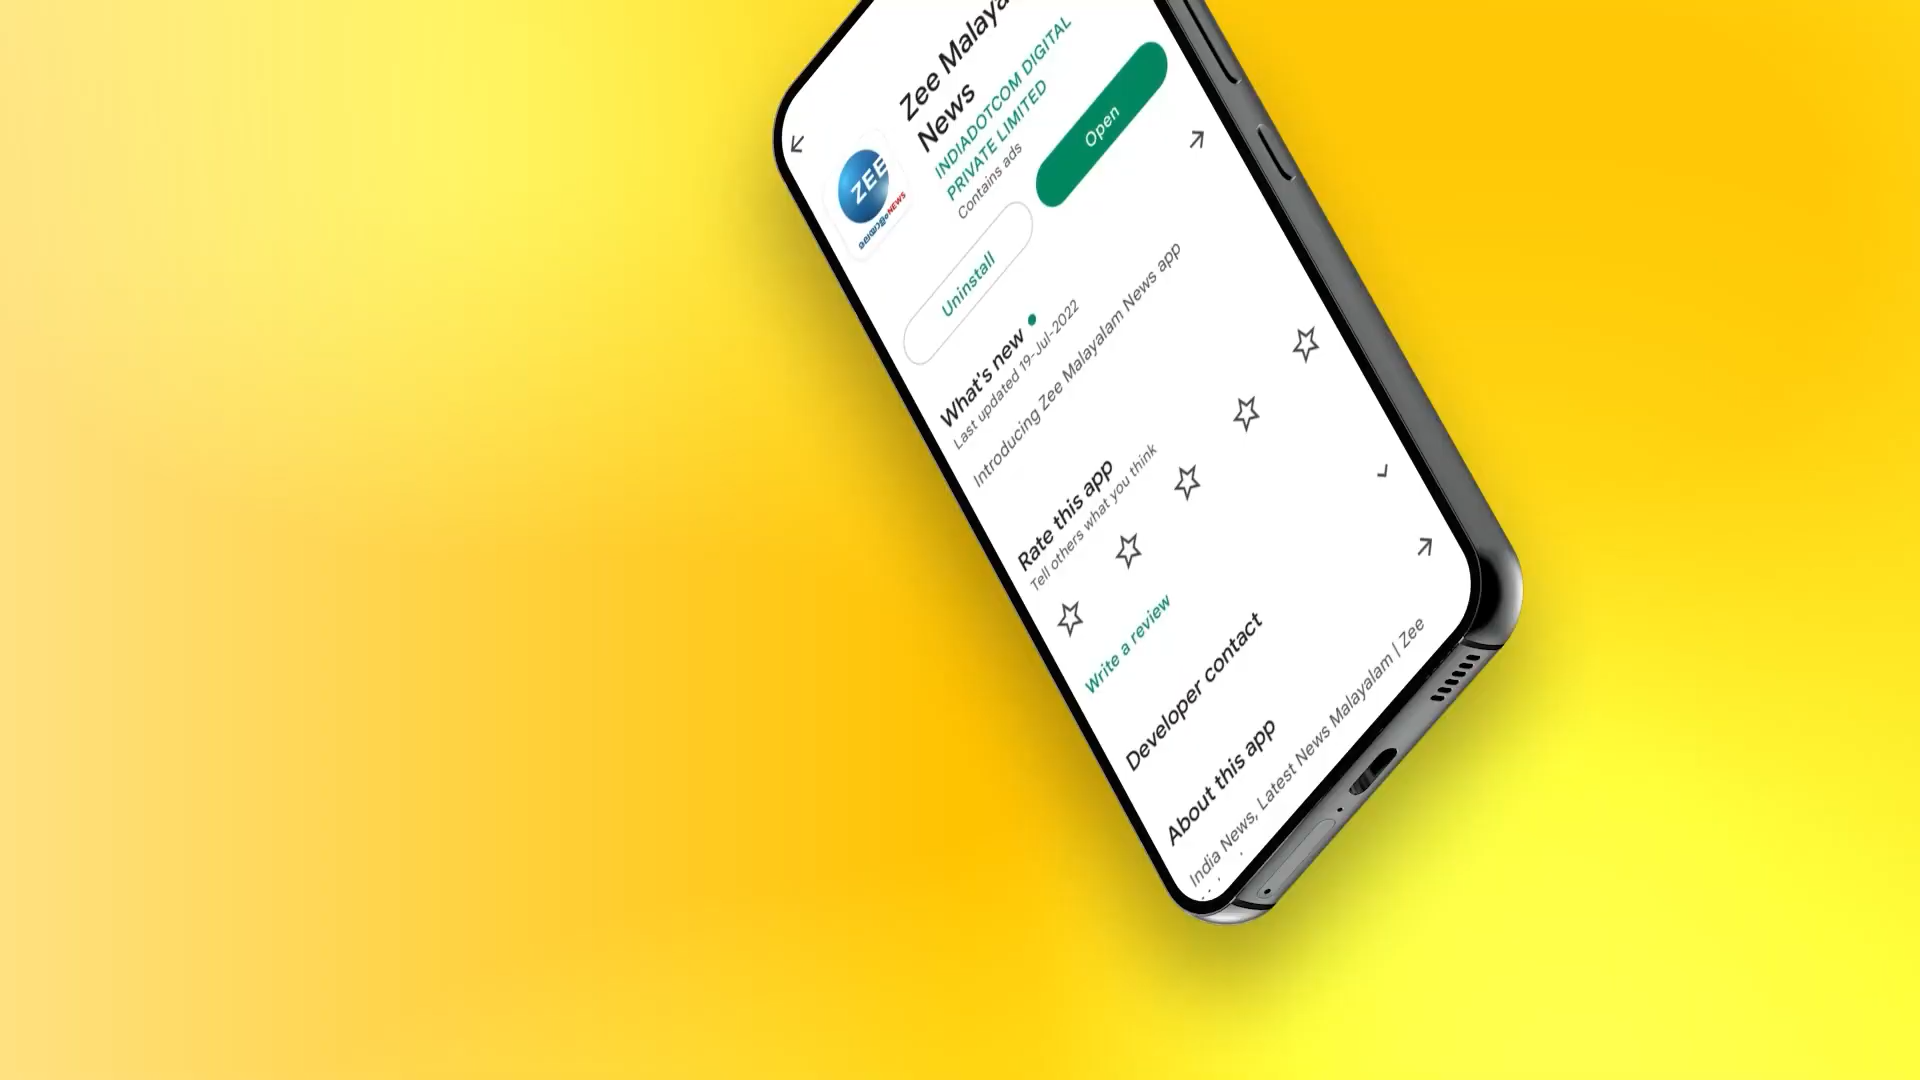 Zee Malaya
News
INDIADOTCOM DIGITAL
PRIVATE LIMITED
Contains ads
ZEE
മലയാളം NEWS
Uninstall
Open
What's new
Last updated 19-Jul-2022
Introducing Zee Malayalam News app
Rate this app
Tell others what you think
Write a review
Developer contact
About this app
India News, Latest News Malayalam | Zee